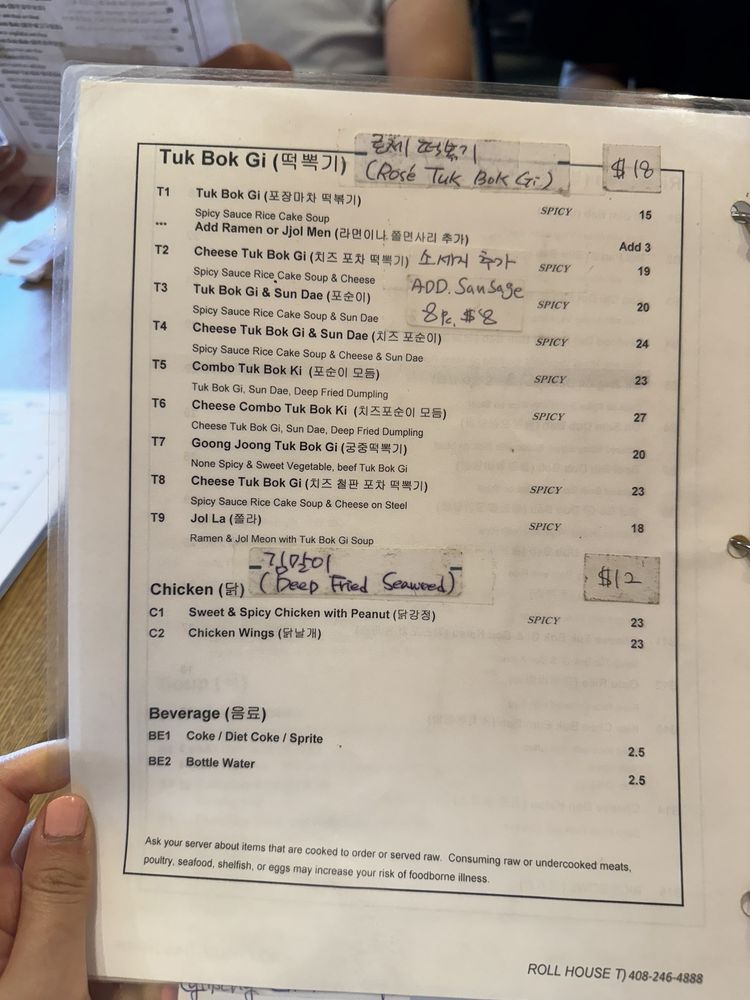 로제 떡볶기
Tuk Bok Gi (떡뽁기) (Rosé Tuk Bok Gi) $18
T1 Tuk Bok Gi (포장마차 떡볶기) SPICY 15
Spicy Sauce Rice Cake Soup
*** Add Ramen or Jjol Men (라면이나 쫄면사리 추가) Add 3
T2 Cheese Tuk Bok Gi (치즈 포차 떡뽁기) 소세지 추가 SPICY 19
Spicy Sauce Rice Cake Soup & Cheese ADD. Sausage
T3 Tuk Bok Gi & Sun Dae (포순이) SPICY 20
Spicy Sauce Rice Cake Soup & Sun Dae 8 Pc. $8
T4 Cheese Tuk Bok Gi & Sun Dae (치즈 포순이) SPICY 24
Spicy Sauce Rice Cake Soup & Cheese & Sun Dae
T5 Combo Tuk Bok Ki (포순이 모듬) SPICY 23
Tuk Bok Gi, Sun Dae, Deep Fried Dumpling
T6 Cheese Combo Tuk Bok Ki (치즈포순이 모듬) SPICY 27
Cheese Tuk Bok Gi, Sun Dae, Deep Fried Dumpling
T7 Goong Joong Tuk Bok Gi (궁중떡뽁기) 20
None Spicy & Sweet Vegetable, beef Tuk Bok Gi
T8 Cheese Tuk Bok Gi (치즈 철판 포차 떡뽁기) SPICY 23
Spicy Sauce Rice Cake Soup & Cheese on Steel
T9 Jol La (쫄라) SPICY 18
Ramen & Jol Meon with Tuk Bok Gi Soup
김말이
Chicken (닭) (Deep Fried Seaweed) $12
C1 Sweet & Spicy Chicken with Peanut (닭강정) SPICY 23
C2 Chicken Wings (닭날개) 23
Beverage (음료)
BE1 Coke / Diet Coke / Sprite 2.5
BE2 Bottle Water 2.5
Ask your server about items that are cooked to order or served raw. Consuming raw or undercooked meats,
poultry, seafood, shelfish, or eggs may increase your risk of foodborne illness.
ROLL HOUSE T) 408-246-4888